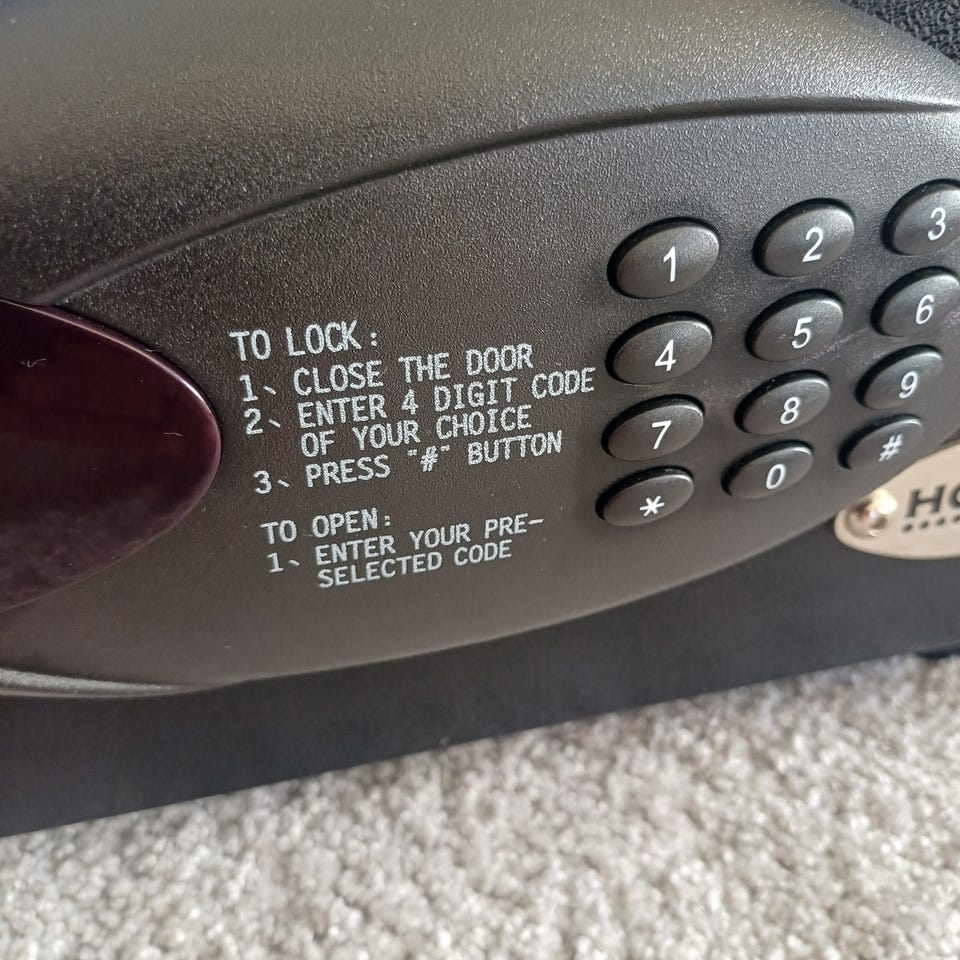 TO LOCK:
1、CLOSE THE DOOR
2、ENTER 4 DIGIT CODE
OF YOUR CHOICE
3、PRESS "#" BUTTON
TO OPEN:
1、ENTER YOUR PRE-
SELECTED CODE
1 2 3
4 5 6
7 8 9
* 0 #